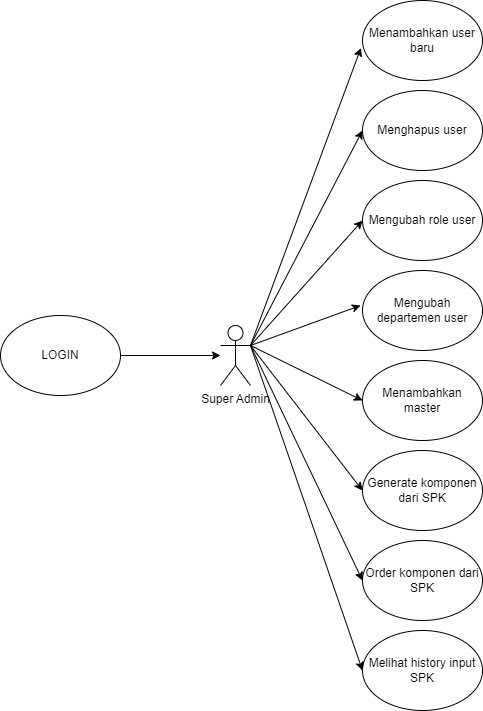 Menambahkan user
baru
Menghapus user
Mengubah role user
Mengubah
departemen user
LOGIN
Super Admin
Menambahkan
master
Generate komponen
dari SPK
Order komponen dari
SPK
Melihat history input
SPK